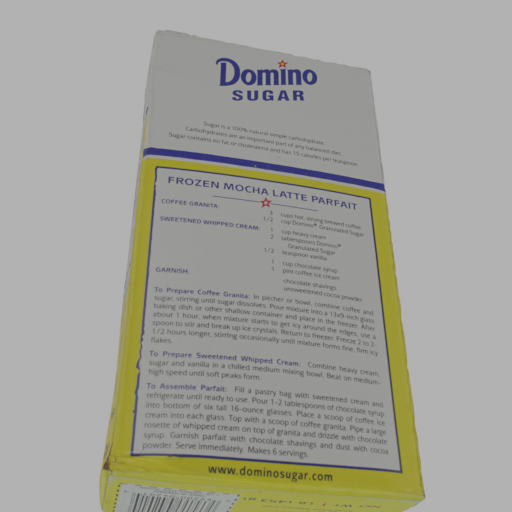 Domino
SUGAR
Sugar is a 100% natural simple carbohydrate.
Carbohydrates are an important part of any balanced diet.
Sugar contains no fat or cholesterol and has 15 calories per teaspoon.
FROZEN MOCHA LATTE PARFAIT
COFFEE GRANITA:
3 cups hot, strong brewed coffee
1/2 cup Domino® Granulated Sugar
SWEETENED WHIPPED CREAM:
1 cup heavy cream
2 tablespoons Domino®
Granulated Sugar
1/2 teaspoon vanilla
1 cup chocolate syrup
1 pint coffee ice cream
GARNISH:
chocolate shavings
unsweetened cocoa powder
To Prepare Coffee Granita: In pitcher or bowl, combine coffee and
sugar, stirring until sugar dissolves. Pour mixture into a 13x9-inch glass
baking dish or other shallow container and place in the freezer. After
about 1 hour, when mixture starts to get icy around the edges, use a
spoon to stir and break up ice crystals. Return to freezer. Freeze 2 to 2-
1/2 hours longer, stirring occasionally until mixture forms fine, firm icy
flakes.
To Prepare Sweetened Whipped Cream: Combine heavy cream,
sugar and vanilla in a chilled medium mixing bowl. Beat on medium-
high speed until soft peaks form.
To Assemble Parfait: Fill a pastry bag with sweetened cream and
refrigerate until ready to use. Pour 1-2 tablespoons of chocolate syrup
into bottom of six tall 16-ounce glasses. Place a scoop of coffee ice
cream into each glass. Top with a scoop of coffee granita. Pipe a large
rosette of whipped cream on top of granita and drizzle with chocolate
syrup. Garnish parfait with chocolate shavings and dust with cocoa
powder. Serve immediately. Makes 6 servings.
www.dominosugar.com